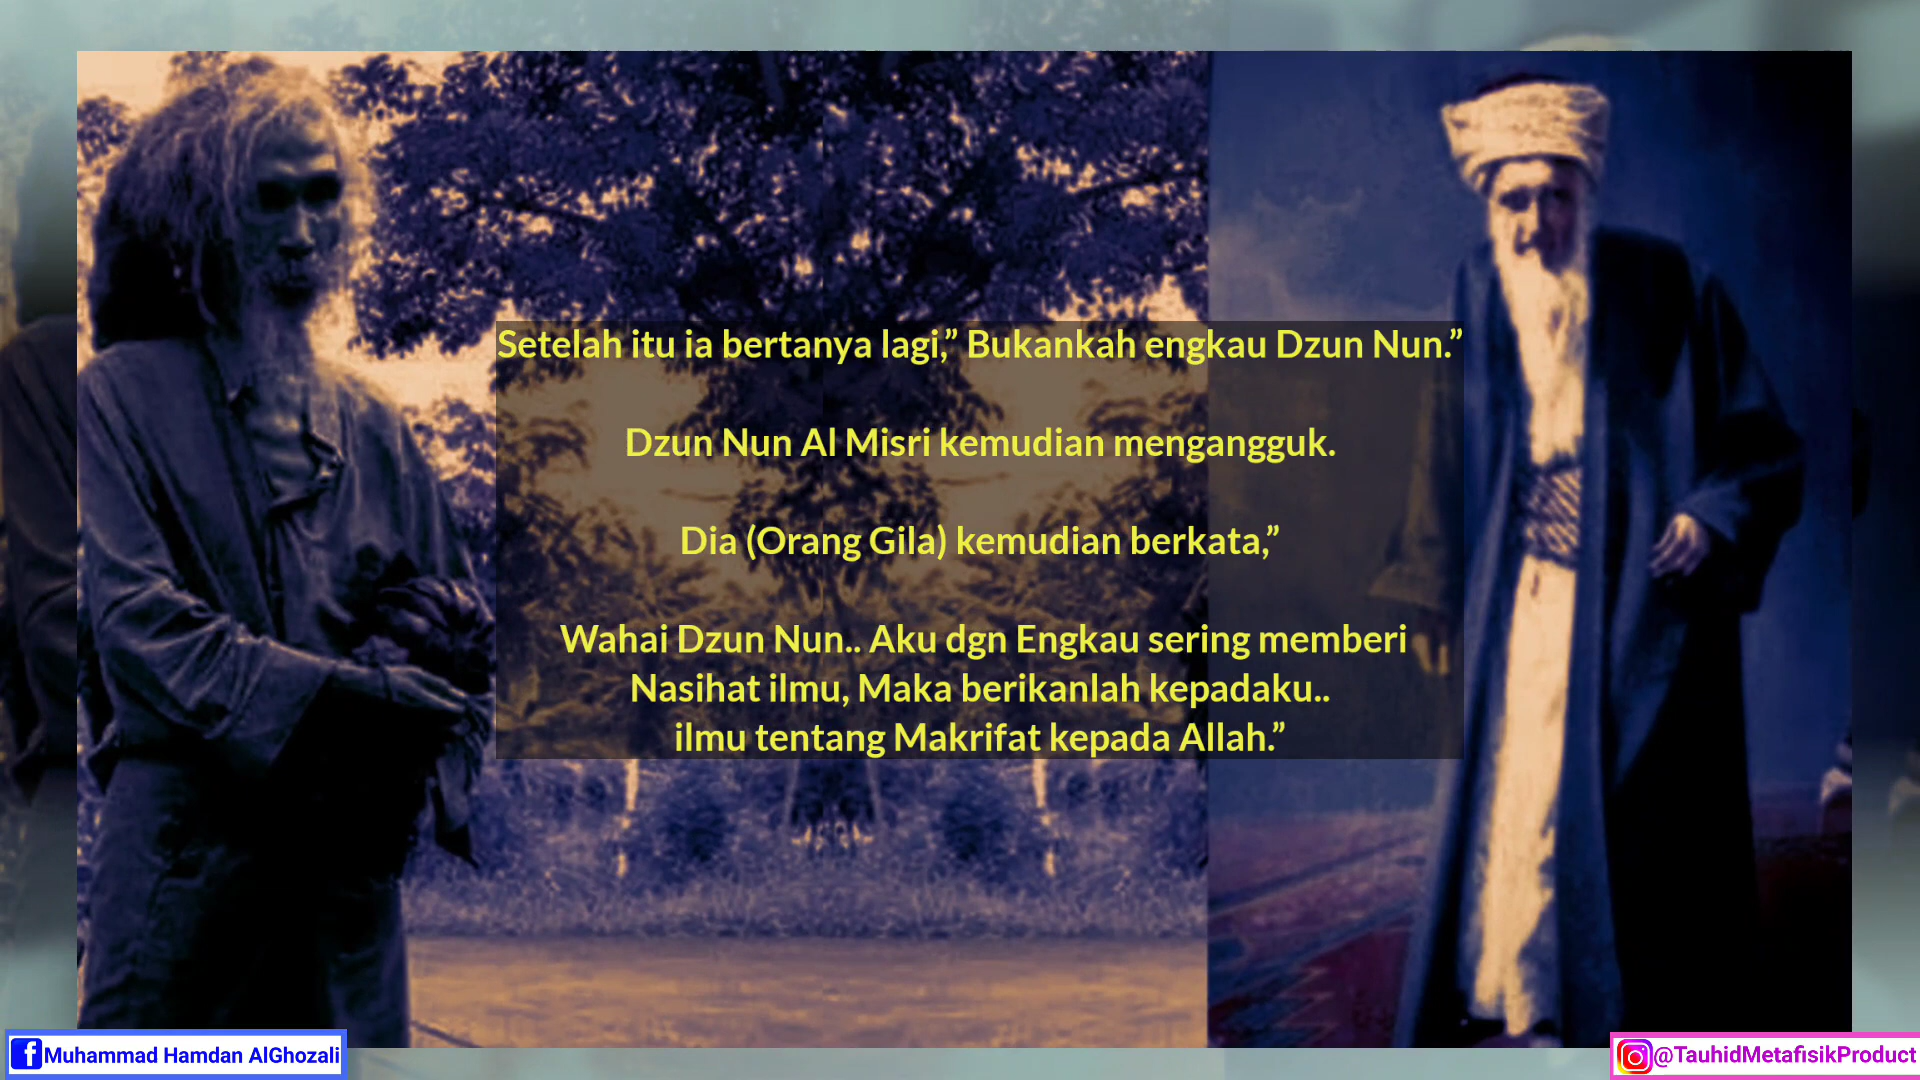 Setelah itu ia bertanya lagi,” Bukankah engkau Dzun Nun.”
Dzun Nun Al Misri kemudian mengangguk.
Dia (Orang Gila) kemudian berkata,”
Wahai Dzun Nun.. Aku dgn Engkau sering memberi
Nasihat ilmu, Maka berikanlah kepadaku..
ilmu tentang Makrifat kepada Allah.”
Muhammad Hamdan AlGhozali
@TauhidMetafisikProduct